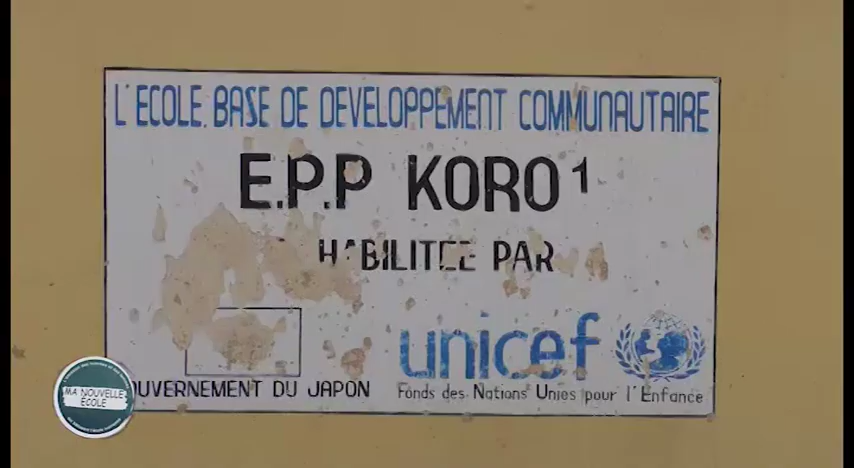 L'ECOLE. BASE DE DEVELOPPEMENT COMMUNAUTAIRE
E.P.P KORO 1
HABILITEE PAR
unicef
OUVERNEMENT DU JAPON
Fonds des Nations Unies pour l'Enfance
MA NOUVELLE
ECOLE